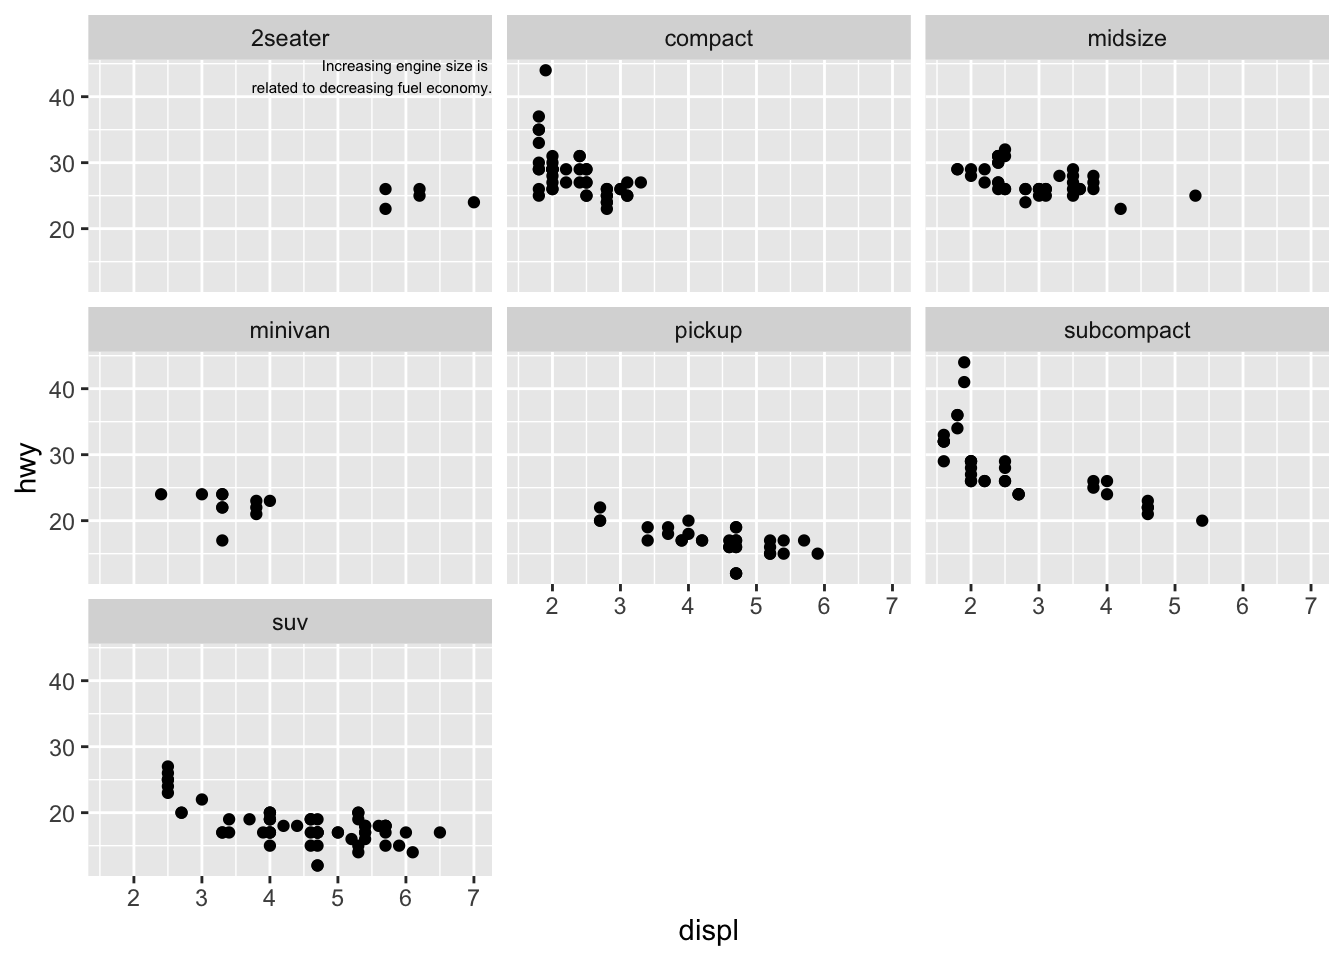 2seater
compact
midsize
Increasing engine size is
related to decreasing fuel economy.
40
30
20
minivan
pickup
subcompact
hwy
40
30
20
2 3 4 5 6 7
2 3 4 5 6 7
suv
40
30
20
2 3 4 5 6 7
displ